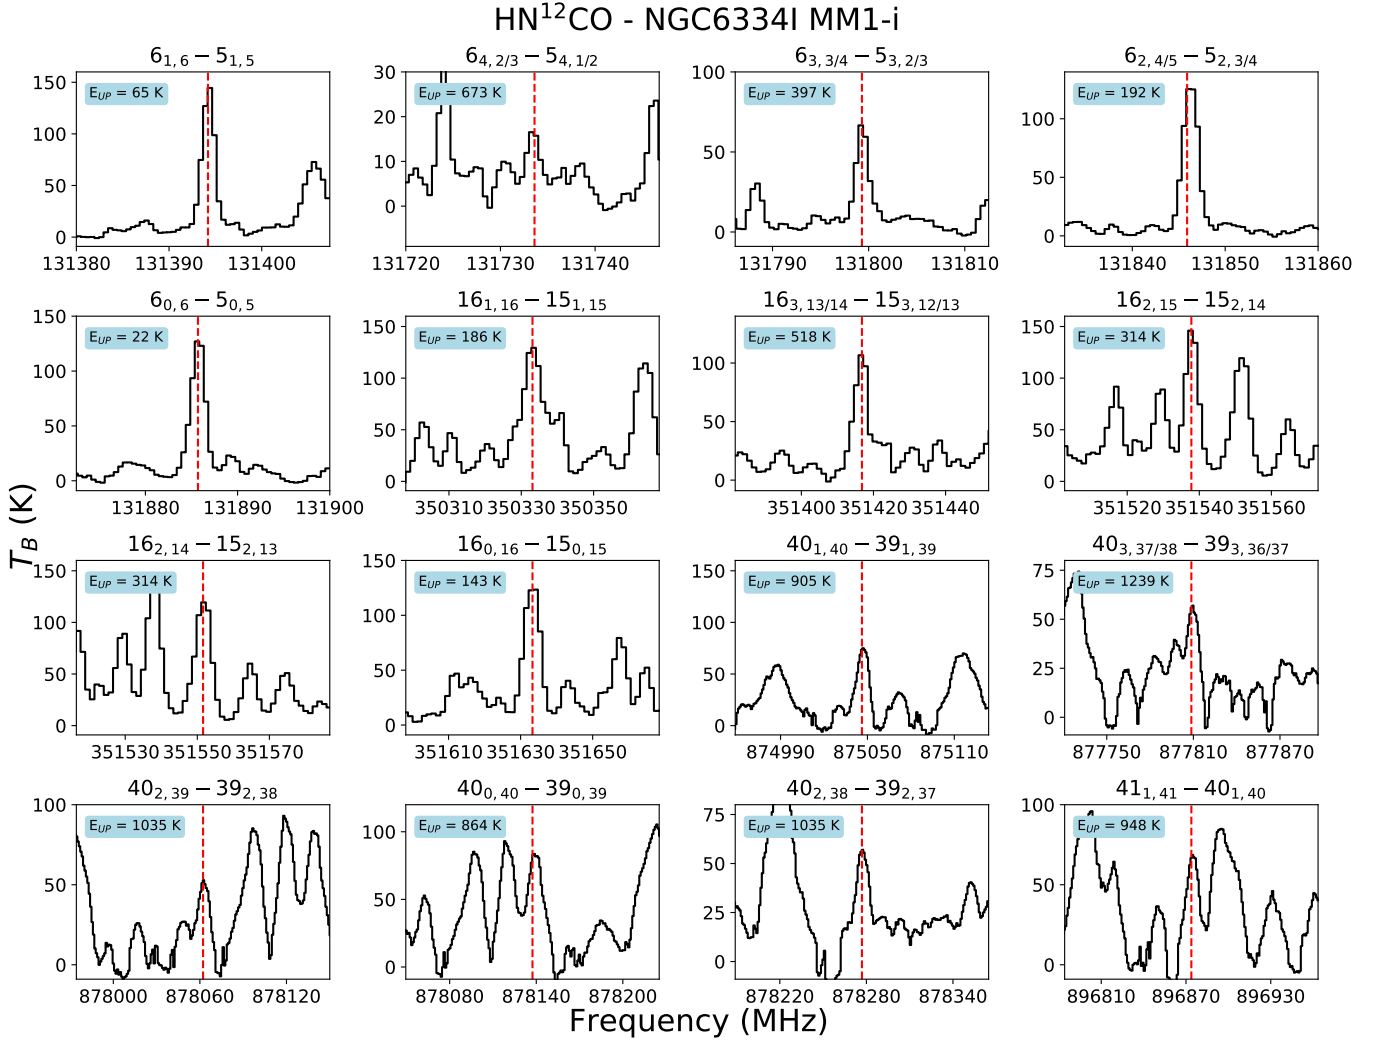 HN¹²CO - NGC6334I MM1-i
6₁,₆ − 5₁,₅
6₄,₂/₃ − 5₄,₁/₂
6₃,₃/₄ − 5₃,₂/₃
6₂,₄/₅ − 5₂,₃/₄
E_UP = 65 K
E_UP = 673 K
E_UP = 397 K
E_UP = 192 K
150
100
50
0
30
20
10
0
100
50
0
100
50
0
131380 131390 131400
131720 131730 131740
131790 131800 131810
131840 131850 131860
6₀,₆ − 5₀,₅
16₁,₁₆ − 15₁,₁₅
16₃,₁₃/₁₄ − 15₃,₁₂/₁₃
16₂,₁₅ − 15₂,₁₄
E_UP = 22 K
E_UP = 186 K
E_UP = 518 K
E_UP = 314 K
150
100
50
0
150
100
50
0
100
50
0
150
100
50
0
131880 131890 131900
350310 350330 350350
351400 351420 351440
351520 351540 351560
T_B (K)
16₂,₁₄ − 15₂,₁₃
16₀,₁₆ − 15₀,₁₅
40₁,₄₀ − 39₁,₃₉
40₃,₃₇/₃₈ − 39₃,₃₆/₃₇
E_UP = 314 K
E_UP = 143 K
E_UP = 905 K
E_UP = 1239 K
150
100
50
0
150
100
50
0
150
100
50
0
75
50
25
0
351530 351550 351570
351610 351630 351650
874990 875050 875110
877750 877810 877870
40₂,₃₉ − 39₂,₃₈
40₀,₄₀ − 39₀,₃₉
40₂,₃₈ − 39₂,₃₇
41₁,₄₁ − 40₁,₄₀
E_UP = 1035 K
E_UP = 864 K
E_UP = 1035 K
E_UP = 948 K
100
50
0
100
50
0
75
50
25
0
100
50
0
878000 878060 878120
878080 878140 878200
878220 878280 878340
896810 896870 896930
Frequency (MHz)